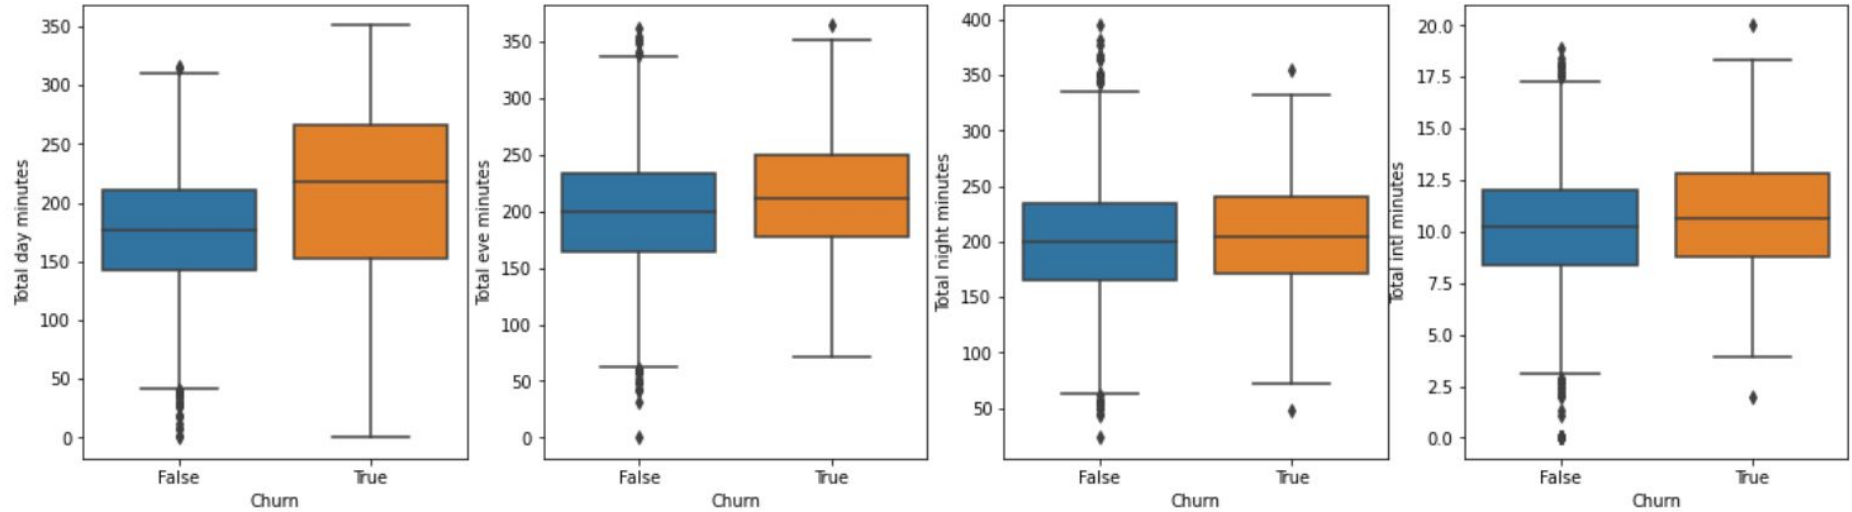 Total day minutes
350
300
250
200
150
100
50
0
False
True
Churn
Total eve minutes
350
300
250
200
150
100
50
0
False
True
Churn
Total night minutes
400
350
300
250
200
150
100
50
False
True
Churn
Total intl minutes
20.0
17.5
15.0
12.5
10.0
7.5
5.0
2.5
0.0
False
True
Churn